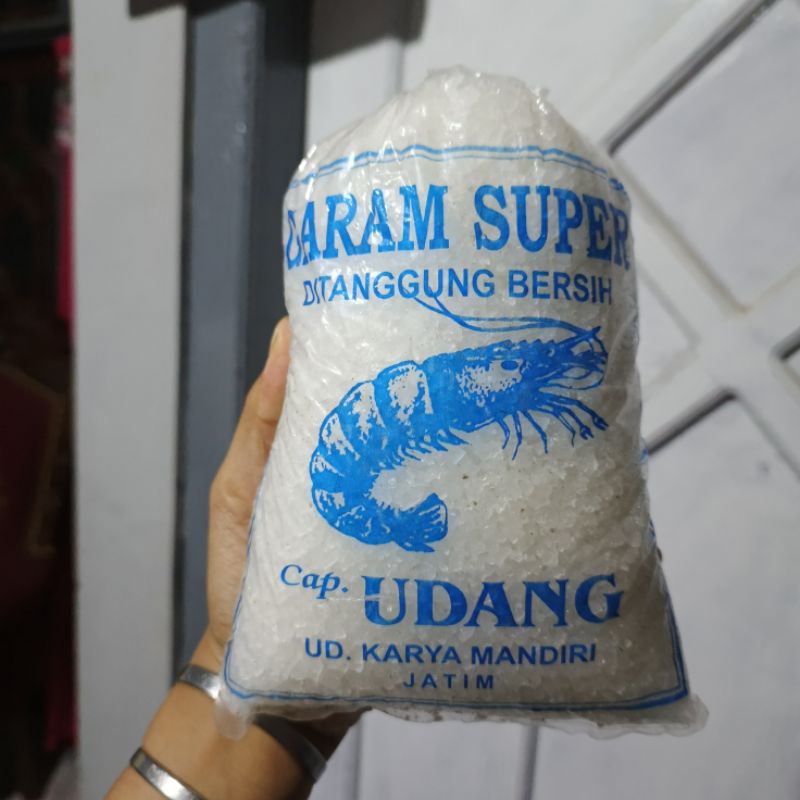 GARAM SUPER
DITANGGUNG BERSIH
Cap. UDANG
UD. KARYA MANDIRI
JATIM